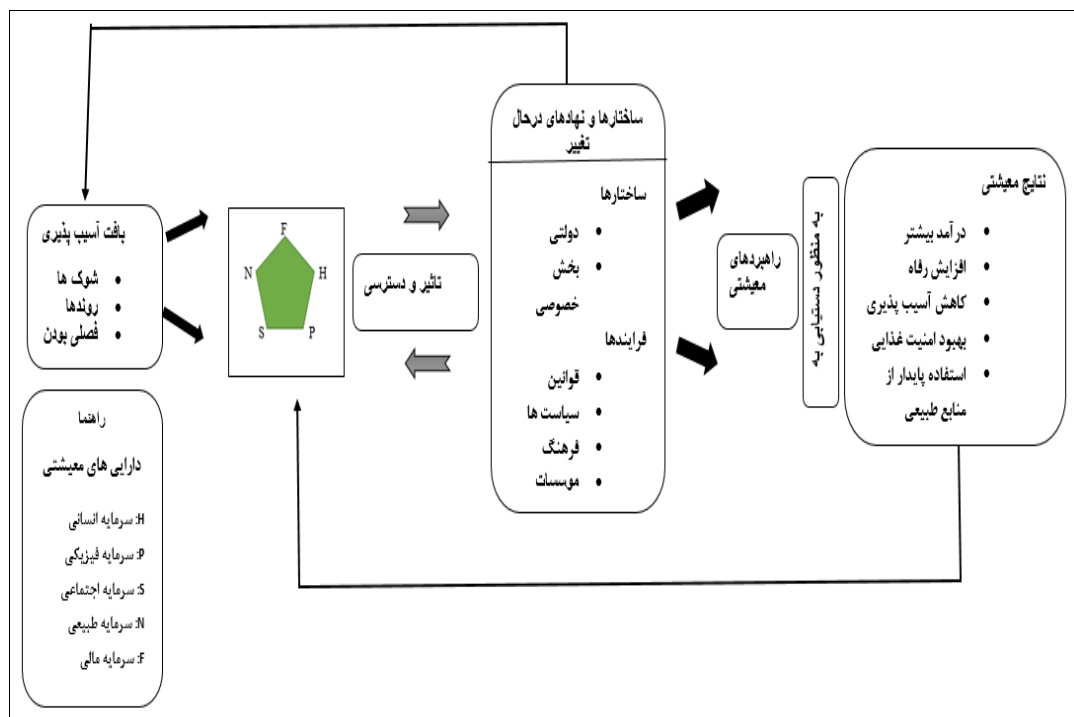 بافت آسیب پذیری
• شوک ها
• روندها
• فصلی بودن
F
N
H
S
P
تاثیر و دسترسی
ساختارها و نهادهای درحال
تغییر
ساختارها
• دولتی
• بخش
خصوصی
فرایندها
• قوانین
• سیاست ها
• فرهنگ
• موسسات
راهبردهای
معیشتی
به منظور دستیابی به
نتایج معیشتی
• درآمد بیشتر
• افزایش رفاه
• کاهش آسیب پذیری
• بهبود امنیت غذایی
• استفاده پایدار از
منابع طبیعی
راهنما
دارایی های معیشتی
H: سرمایه انسانی
P: سرمایه فیزیکی
S: سرمایه اجتماعی
N: سرمایه طبیعی
F: سرمایه مالی